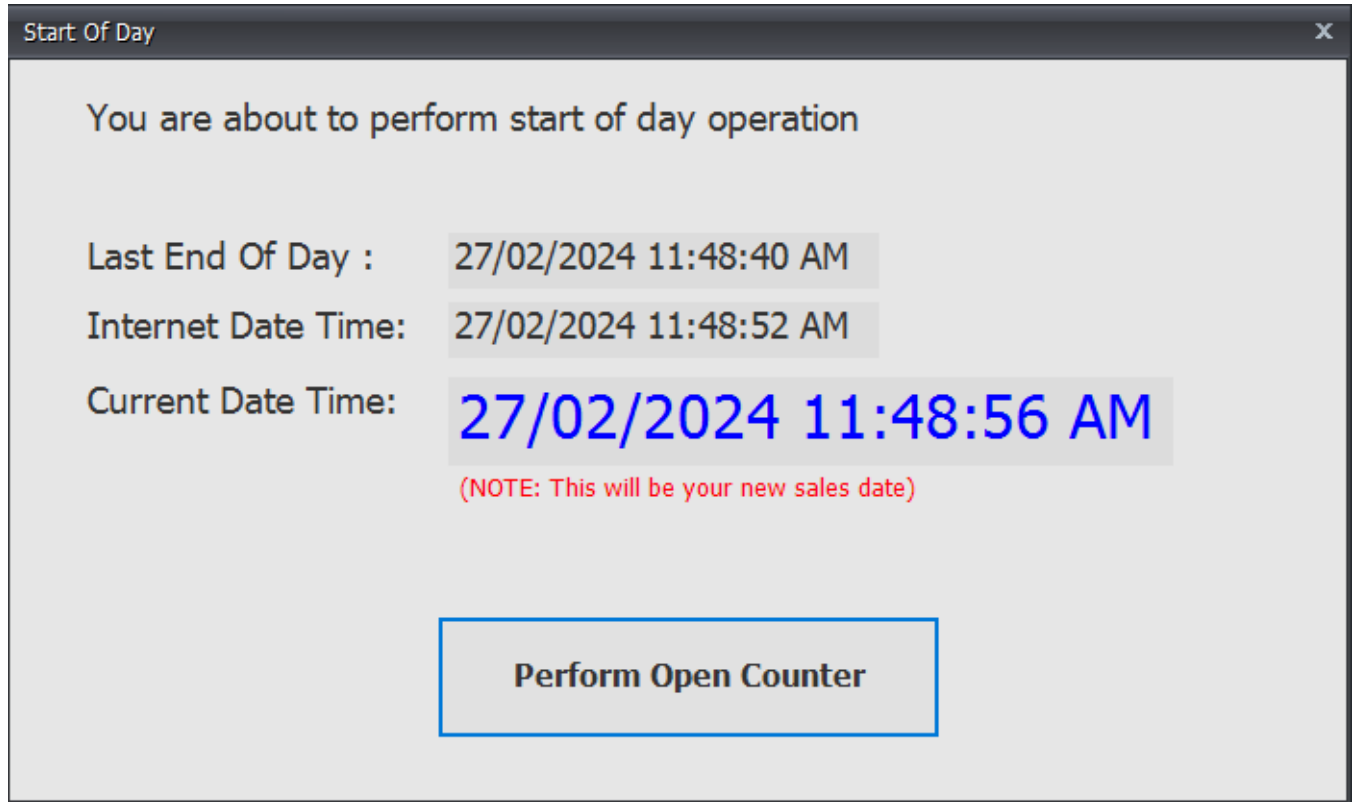 Start Of Day
You are about to perform start of day operation
Last End Of Day : 27/02/2024 11:48:40 AM
Internet Date Time: 27/02/2024 11:48:52 AM
Current Date Time: 27/02/2024 11:48:56 AM
(NOTE: This will be your new sales date)
Perform Open Counter